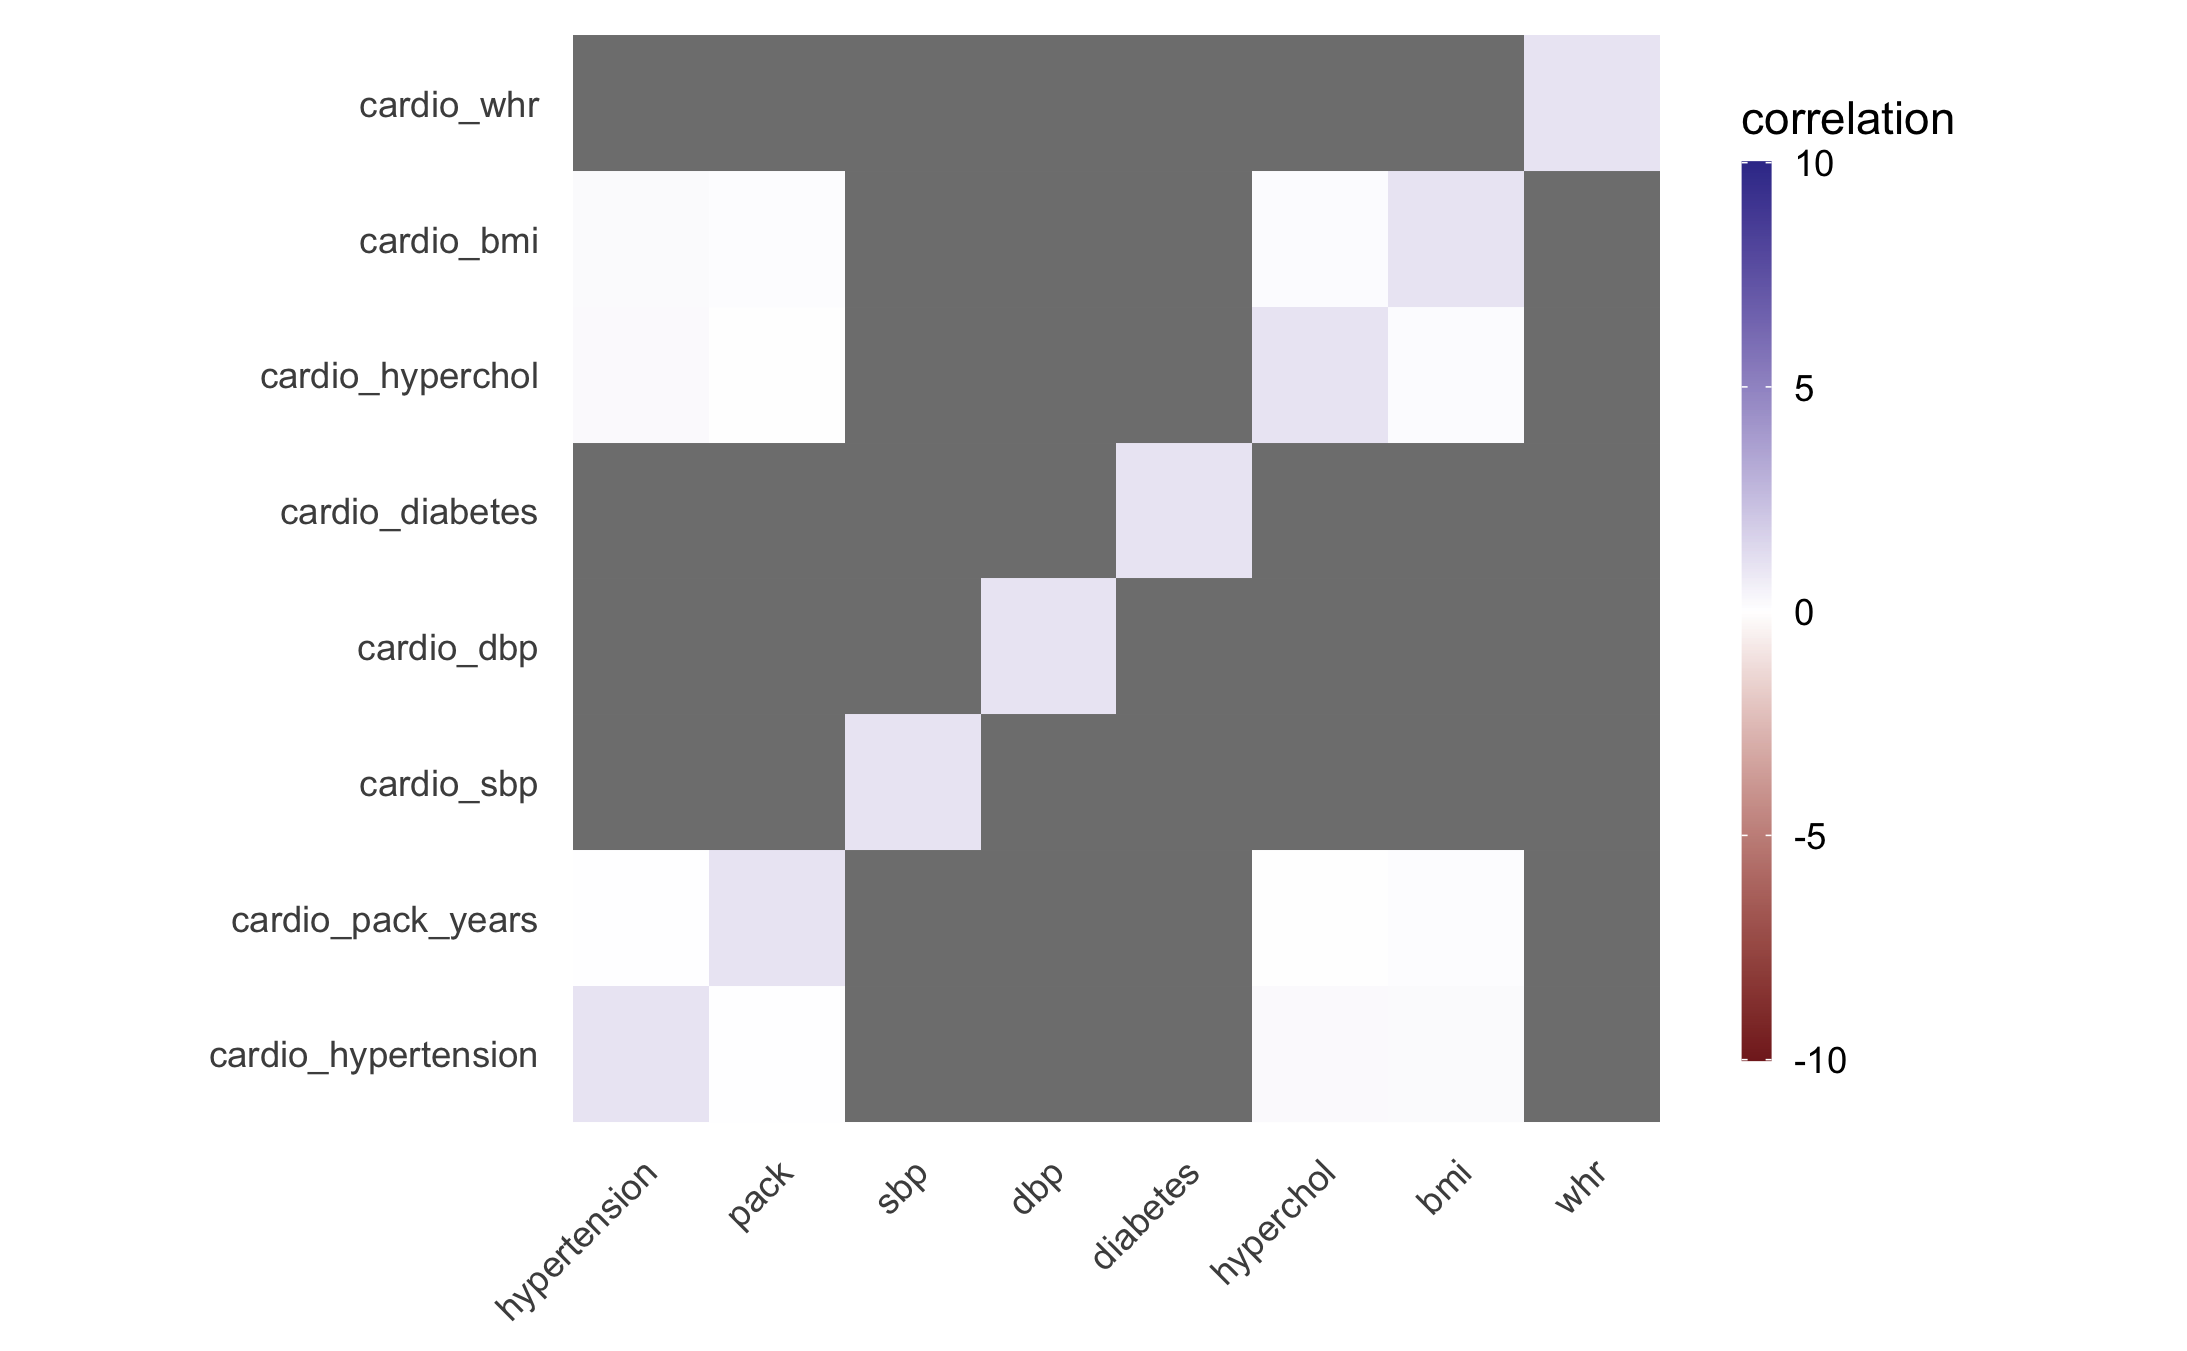 cardio_whr
cardio_bmi
cardio_hyperchol
cardio_diabetes
cardio_dbp
cardio_sbp
cardio_pack_years
cardio_hypertension
hypertension
pack
sbp
dbp
diabetes
hyperchol
bmi
whr
correlation
10
5
0
-5
-10